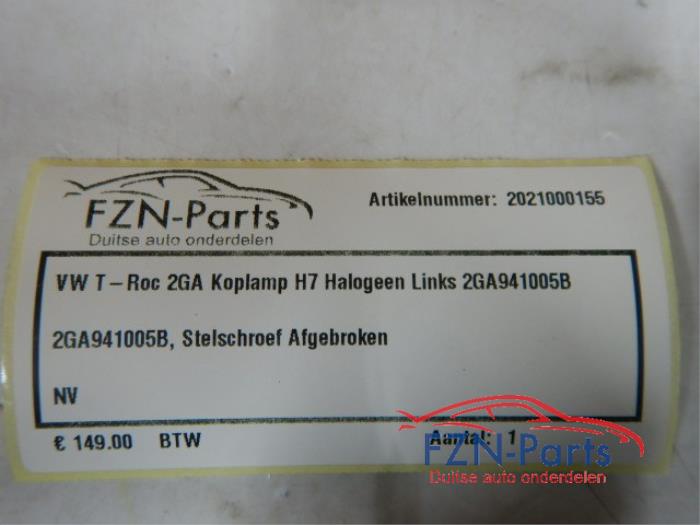 FZN-Parts
Duitse auto onderdelen
Artikelnummer: 2021000155
VW T-Roc 2GA Koplamp H7 Halogeen Links 2GA941005B
2GA941005B, Stelschroef Afgebroken
NV
€ 149.00 BTW
Aantal: 1
FZN-Parts
Duitse auto onderdelen